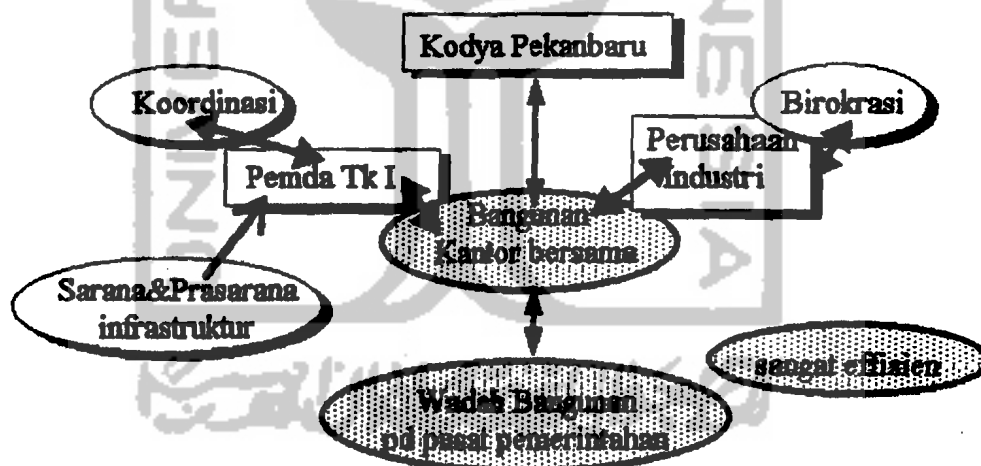 Kodya Pekanbaru
Koordinasi
Birokrasi
Perusahaan
industri
Pemda Tk I
Bangunan
Kantor bersama
Sarana&Prasarana
infrastruktur
sangat effisien
Wadah Bangunan
pd pusat pemerintahan